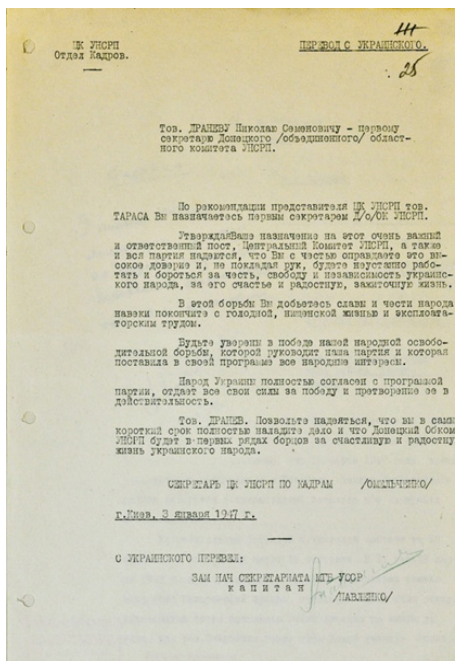 ЦК УНСРП
Отдел Кадров.
ПЕРЕВОД С УКРАИНСКОГО.
25
Тов. ДРАНЕВУ Николаю Семеновичу - первому
секретарю Донецкого /объединенного/ област-
ного комитета УНСРП.
По рекомендации представителя ЦК УНСРП тов.
ТАРАСА Вы назначаетесь первым секретарем Д/о/ОК УНСРП.
УтверждаяВаше назначение на этот очень важный
и ответственный пост, Центральный Комитет УНСРП, а также
и вся партия надеются, что Вы с честью оправдаете это вы-
сокое доверие и, не покладая рук, будете неустанно рабо-
тать и бороться за честь, свободу и независимость украинс-
кого народа, за его счастье и радостную, зажиточную жизнь.
В этой борьбы Вы добьетесь славы и чести народа
навеки покончите с голодной, нищенской жизнью и эксплоата-
торским трудом.
Будьте уверены в победе нашей народной освобо-
дительной борьбы, которой руководит наша партия и которая
поставила в своей программе все народные интересы.
Народ Украины полностью согласен с программой
партии, отдает все свои силы за победу и претворение ее в
действительность.
Тов. ДРАНЕВ. Позвольте надеяться, что вы в самы
короткий срок полностью наладите дело и что Донецкий Обком
УНСРП будет в первых рядах борцов за счастливую и радостну
жизнь украинского народа.
СЕКРЕТАРЬ ЦК УНСРП ПО КАДРАМ /ОМЕЛЬЧЕНКО/
г.Киев. 3 января 1947 г.
С УКРАИНСКОГО ПЕРЕВЕЛ:
ЗАМ НАЧ СЕКРЕТАРИАТА МГБ УССР
капитан
/ПАВЛЕНКО/